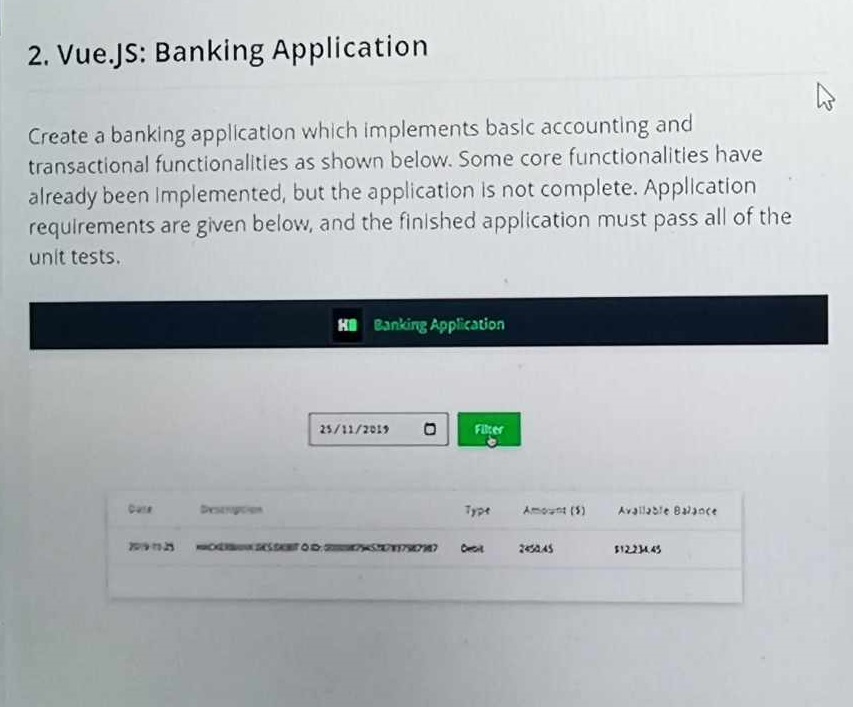 2. Vue.JS: Banking Application
Create a banking application which implements basic accounting and
transactional functionalities as shown below. Some core functionalities have
already been implemented, but the application is not complete. Application
requirements are given below, and the finished application must pass all of the
unit tests.
Banking Application
25/11/2019
Filter
Date Description Type Amount ($) Available Balance
2019-11-25 Debit 2450.45 $12,234.45